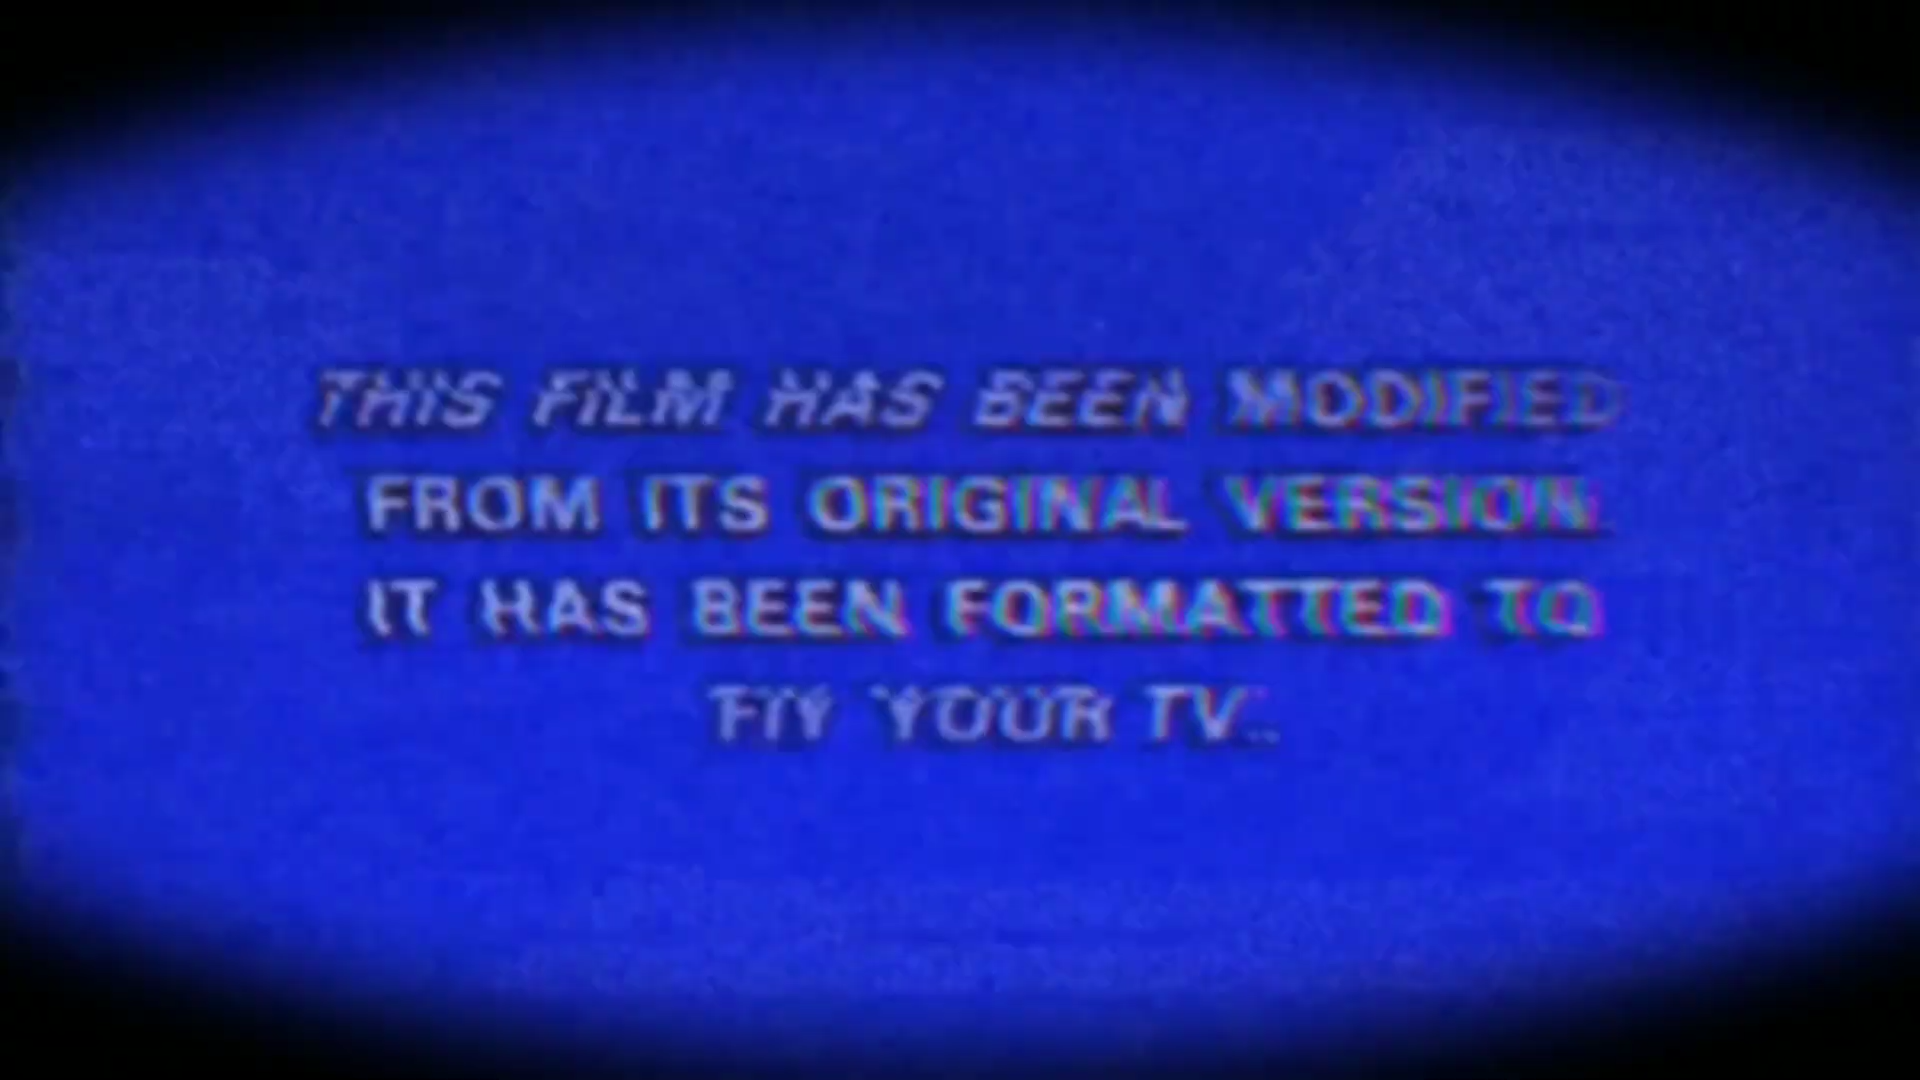 THIS FILM HAS BEEN MODIFIED
FROM ITS ORIGINAL VERSION.
IT HAS BEEN FORMATTED TO
FIT YOUR TV..